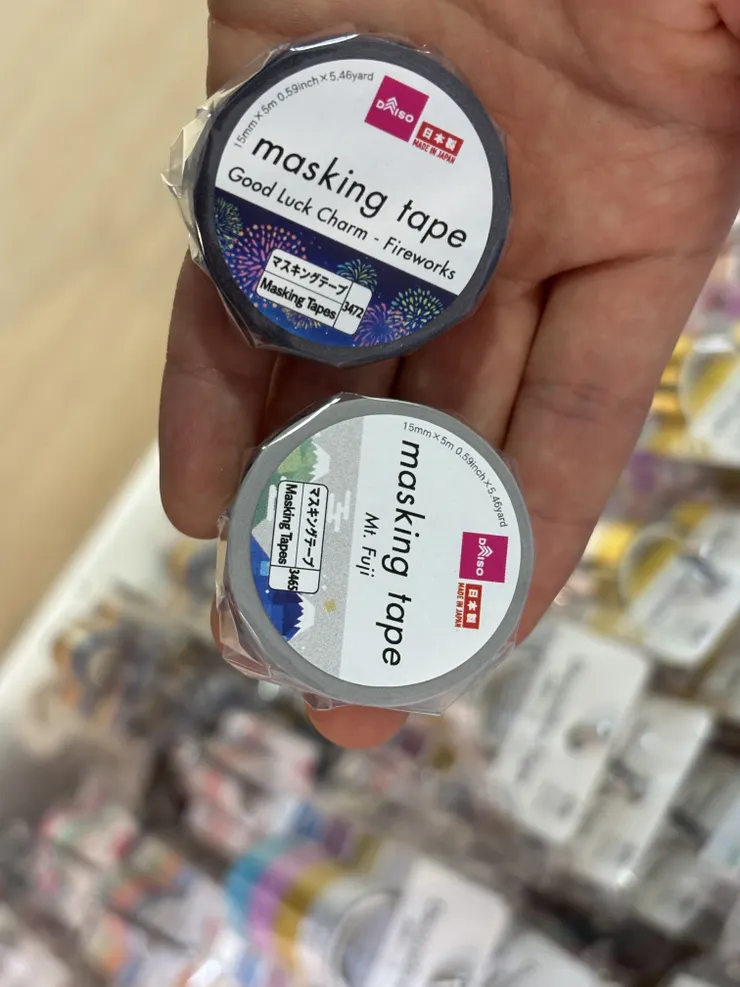 15mm×5m 0.59inch×5.46yard
DAISO
日本製
MADE IN JAPAN
masking tape
Good Luck Charm - Fireworks
マスキングテープ
Masking Tapes
3472
15mm×5m 0.59inch×5.46yard
DAISO
日本製
MADE IN JAPAN
masking tape
Mt. Fuji
マスキングテープ
Masking Tapes
3465